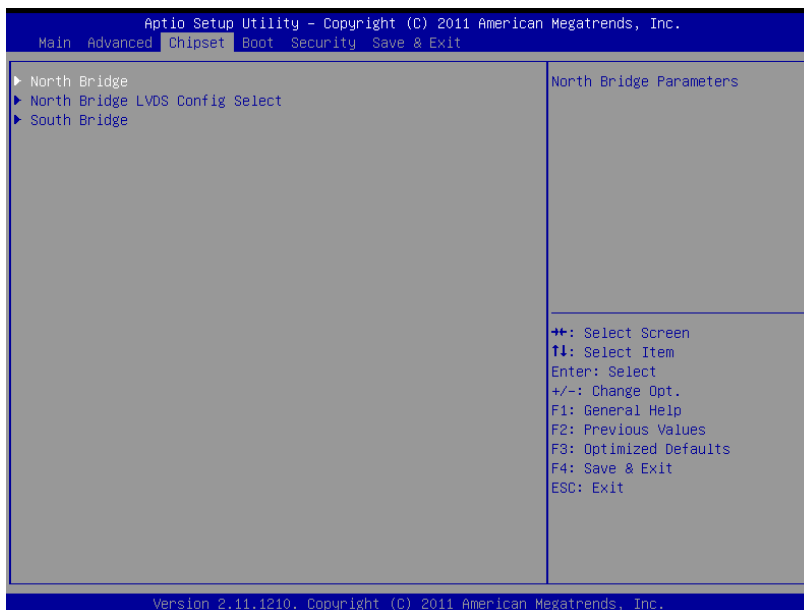 Aptio Setup Utility – Copyright (C) 2011 American Megatrends, Inc.
Main Advanced Chipset Boot Security Save & Exit
▶ North Bridge
▶ North Bridge LVDS Config Select
▶ South Bridge
North Bridge Parameters
→←: Select Screen
↑↓: Select Item
Enter: Select
+/-: Change Opt.
F1: General Help
F2: Previous Values
F3: Optimized Defaults
F4: Save & Exit
ESC: Exit
Version 2.11.1210. Copyright (C) 2011 American Megatrends, Inc.